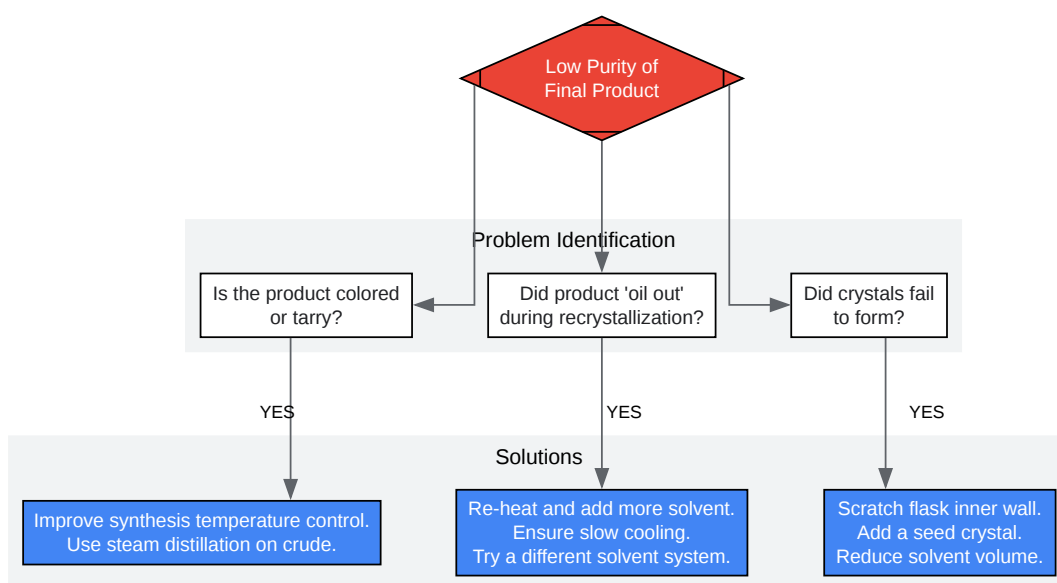 Low Purity of
Final Product
Problem Identification
Is the product colored
or tarry?
Did product 'oil out'
during recrystallization?
Did crystals fail
to form?
YES
YES
YES
Solutions
Improve synthesis temperature control.
Use steam distillation on crude.
Re-heat and add more solvent.
Ensure slow cooling.
Try a different solvent system.
Scratch flask inner wall.
Add a seed crystal.
Reduce solvent volume.